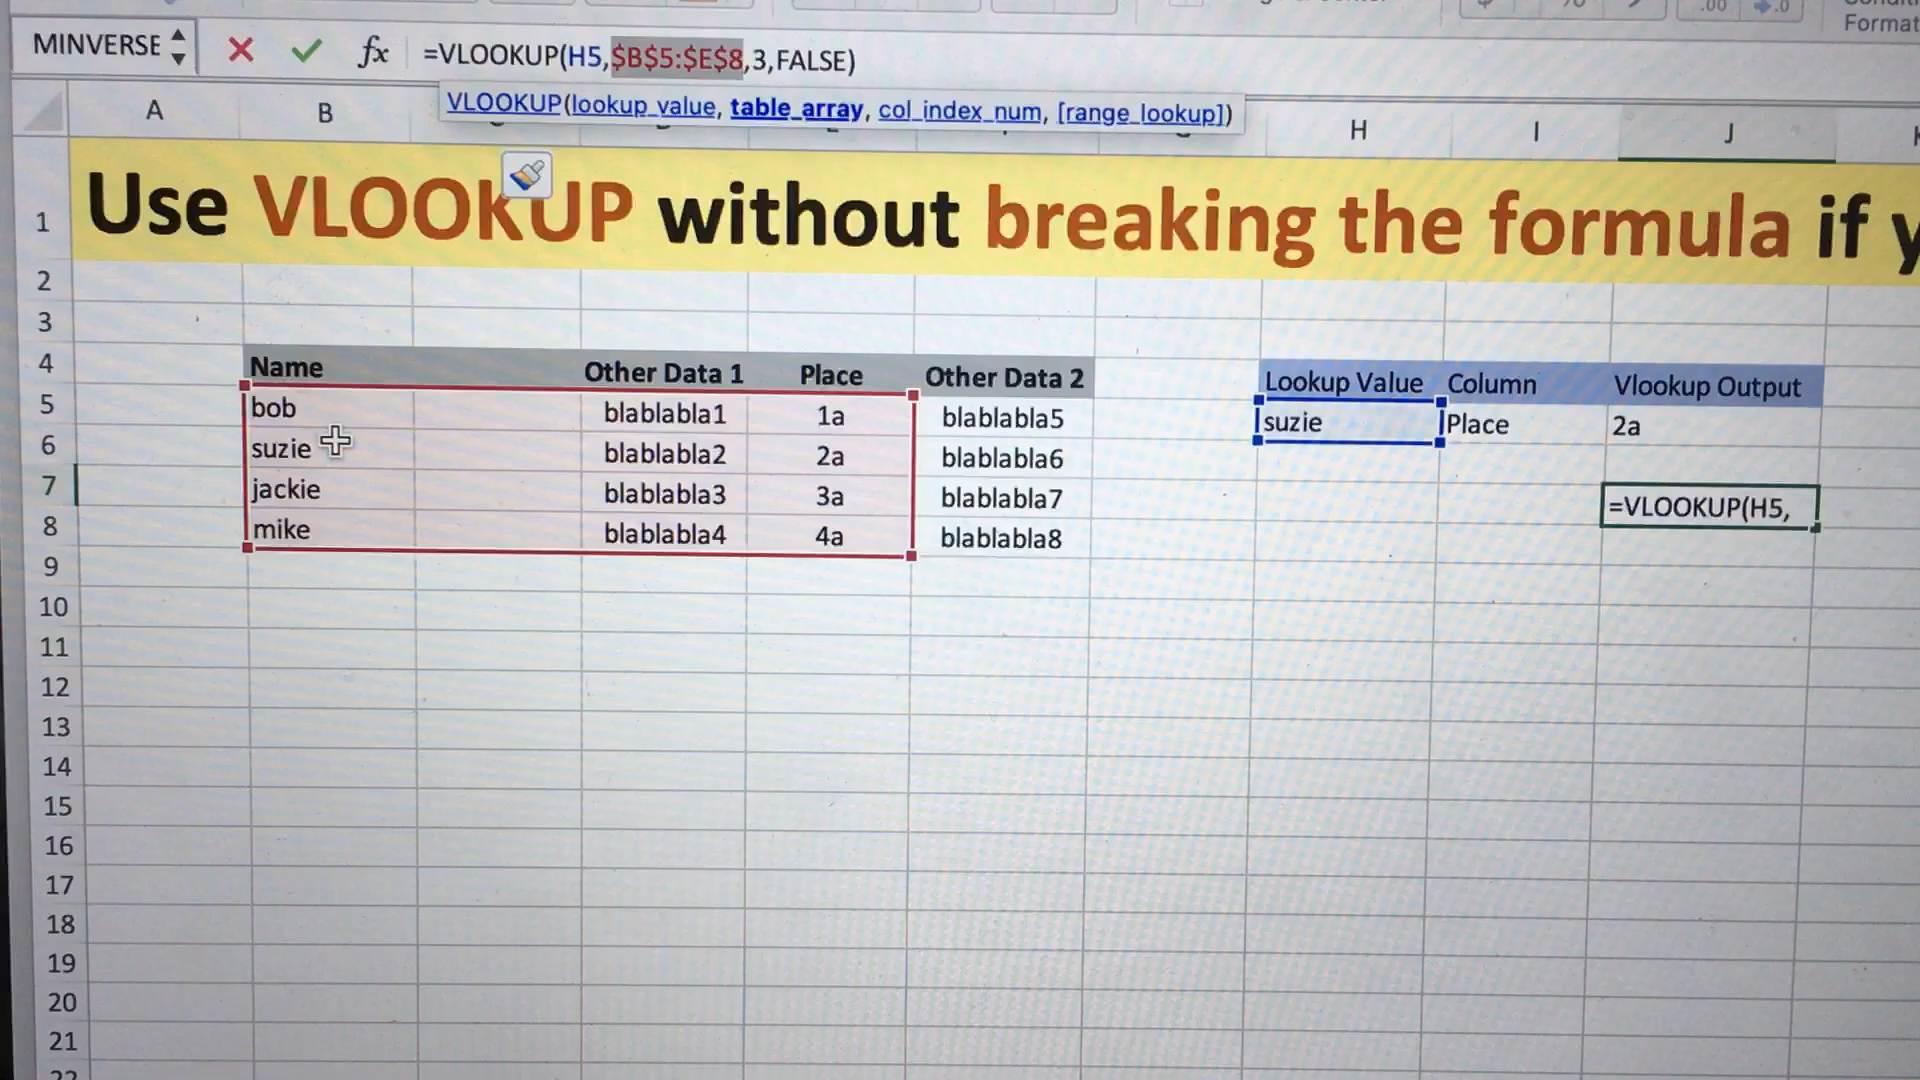 .00 .0
Format
MINVERSE fx =VLOOKUP(H5,$B$5:$E$8,3,FALSE)
VLOOKUP(lookup_value, table_array, col_index_num, [range_lookup])
A B H I J
1 Use VLOOKUP without breaking the formula if y
2
3
4 Name Other Data 1 Place Other Data 2 Lookup Value Column Vlookup Output
5 bob blablabla1 1a blablabla5 suzie Place 2a
6 suzie blablabla2 2a blablabla6
7 jackie blablabla3 3a blablabla7 =VLOOKUP(H5,
8 mike blablabla4 4a blablabla8
9
10
11
12
13
14
15
16
17
18
19
20
21
22